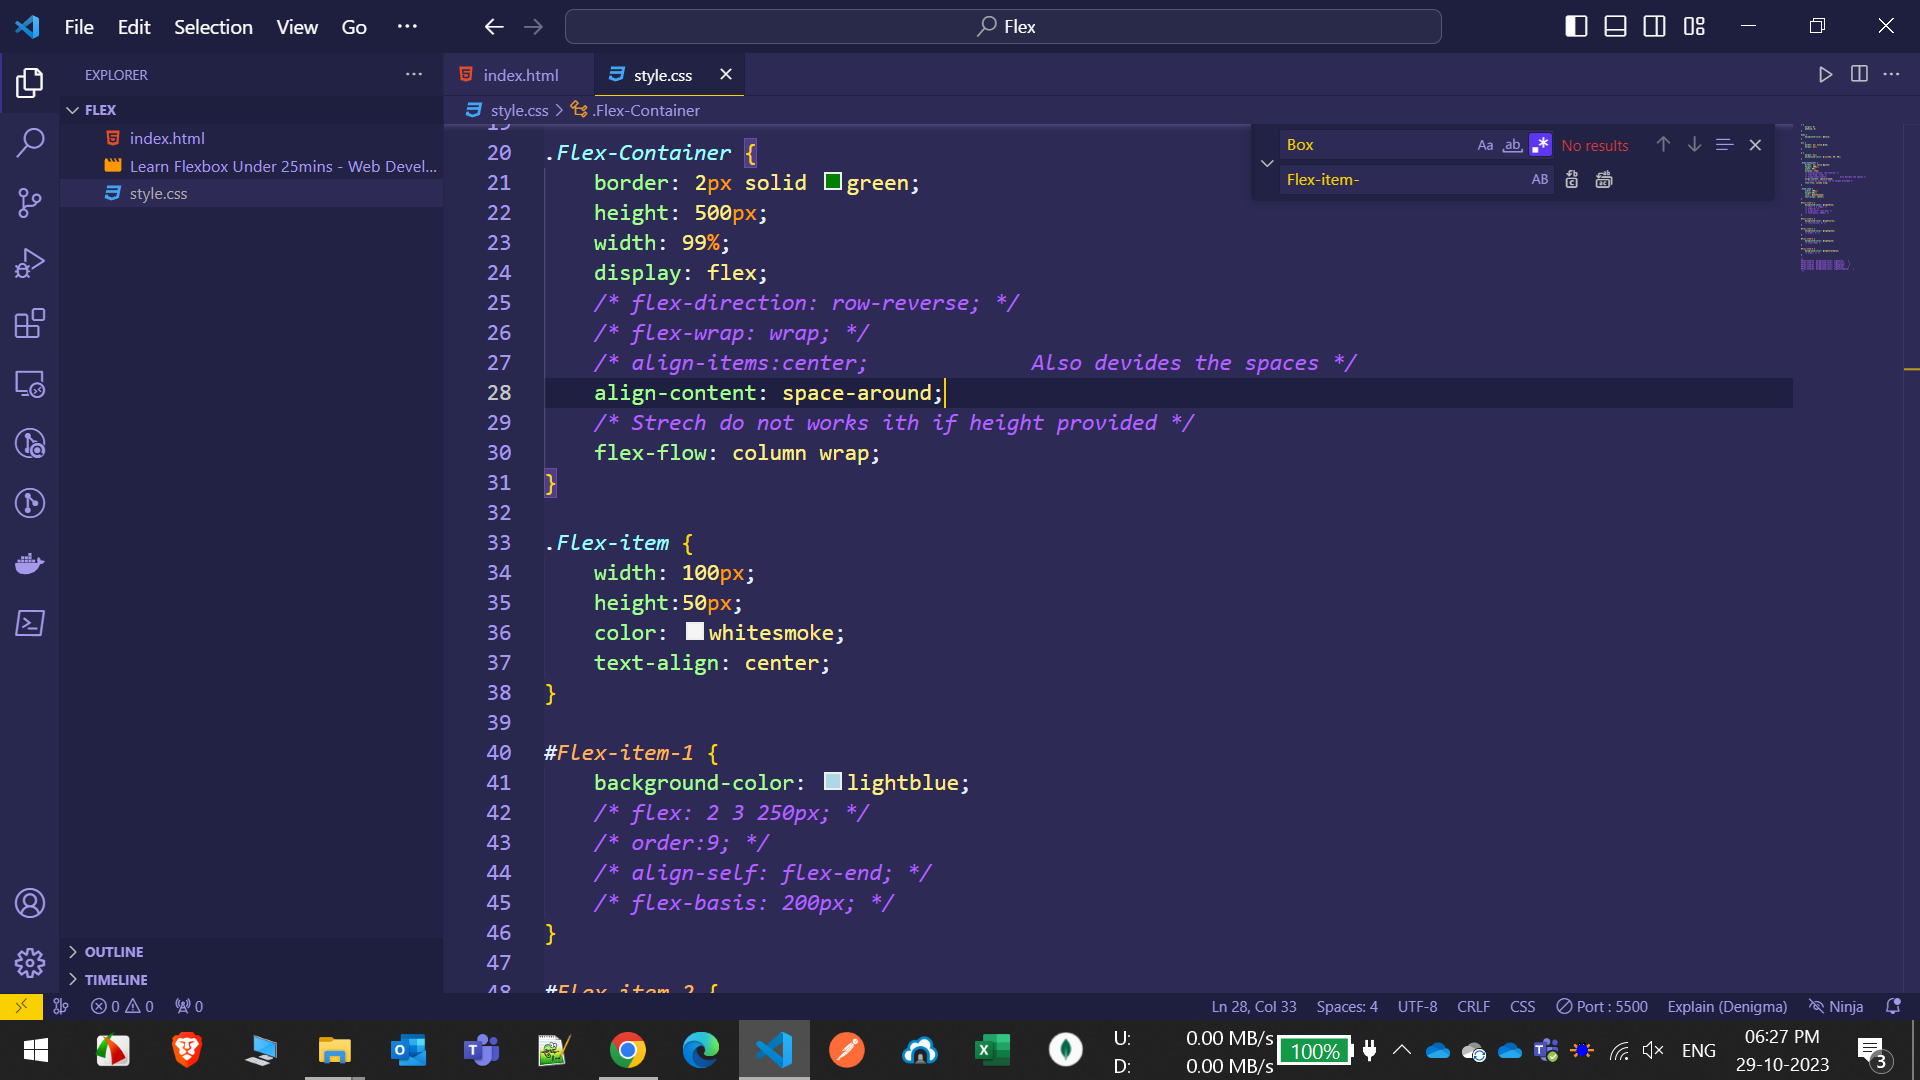 File Edit Selection View Go ···
Flex
EXPLORER
FLEX
index.html
Learn Flexbox Under 25mins - Web Devel...
style.css
OUTLINE
TIMELINE
index.html
style.css
style.css > .Flex-Container
Box
Aa ab No results
Flex-item-
AB
19
20 .Flex-Container {
21 border: 2px solid green;
22 height: 500px;
23 width: 99%;
24 display: flex;
25 /* flex-direction: row-reverse; */
26 /* flex-wrap: wrap; */
27 /* align-items:center; Also devides the spaces */
28 align-content: space-around;
29 /* Strech do not works ith if height provided */
30 flex-flow: column wrap;
31 }
32
33 .Flex-item {
34 width: 100px;
35 height:50px;
36 color: whitesmoke;
37 text-align: center;
38 }
39
40 #Flex-item-1 {
41 background-color: lightblue;
42 /* flex: 2 3 250px; */
43 /* order:9; */
44 /* align-self: flex-end; */
45 /* flex-basis: 200px; */
46 }
47
48 #Flex-item-2 {
0 0 0
Ln 28, Col 33 Spaces: 4 UTF-8 CRLF CSS Port : 5500 Explain (Denigma) Ninja
U: 0.00 MB/s
D: 0.00 MB/s
100%
ENG
06:27 PM
29-10-2023
3